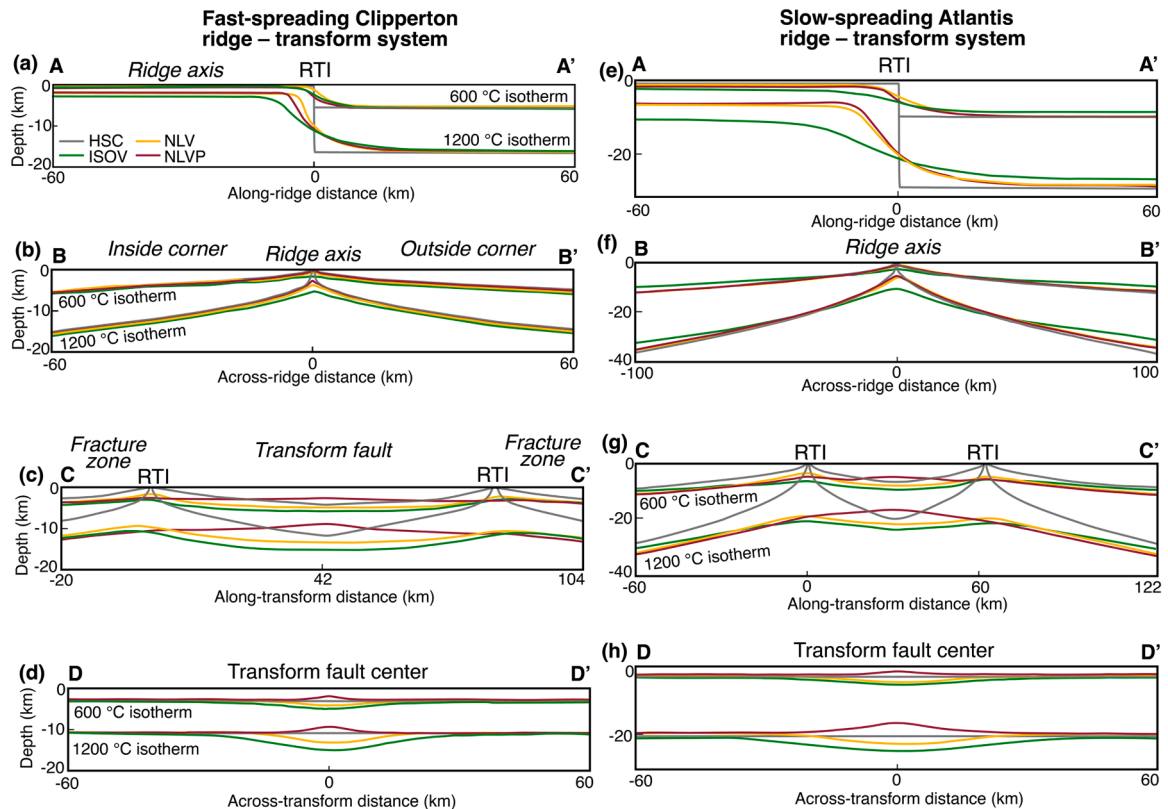 Fast-spreading Clipperton
ridge – transform system
(a) A Ridge axis RTI A’
0
-10
-20
Depth (km)
600 °C isotherm
1200 °C isotherm
HSC NLV
ISOV NLVP
-60 0 60
Along-ridge distance (km)
(b) B Inside corner Ridge axis Outside corner B’
0
-10
-20
Depth (km)
600 °C isotherm
1200 °C isotherm
-60 0 60
Across-ridge distance (km)
Fracture
zone
Transform fault
Fracture
zone
(c) C RTI RTI C’
0
-10
-20
Depth (km)
-20 42 104
Along-transform distance (km)
(d) D Transform fault center D’
0
-10
-20
Depth (km)
600 °C isotherm
1200 °C isotherm
-60 0 60
Across-transform distance (km)
Slow-spreading Atlantis
ridge – transform system
(e) A RTI A’
0
-20
-60 0 60
Along-ridge distance (km)
(f) B Ridge axis B’
0
-20
-40
-100 0 100
Across-ridge distance (km)
(g) C RTI RTI C’
0
-20
-40
600 °C isotherm
1200 °C isotherm
-60 0 60 122
Along-transform distance (km)
(h) D Transform fault center D’
0
-20
-30
-60 0 60
Across-transform distance (km)